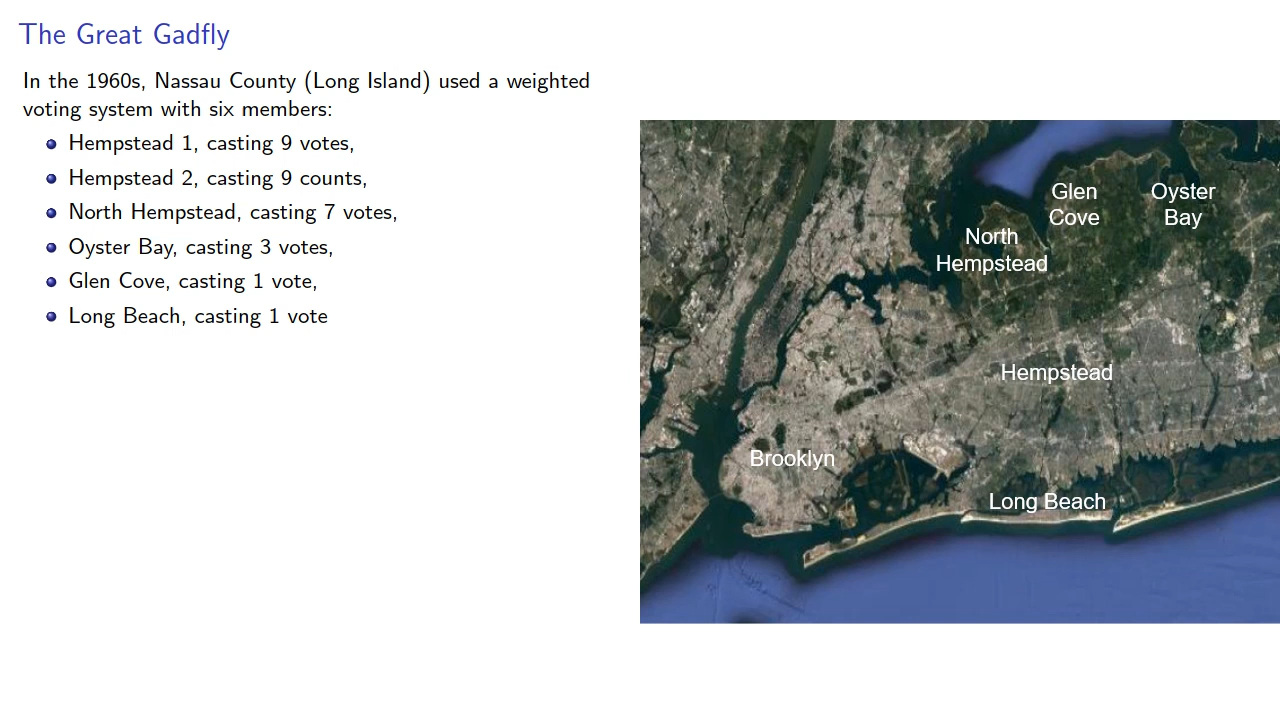 The Great Gadfly
In the 1960s, Nassau County (Long Island) used a weighted
voting system with six members:
Hempstead 1, casting 9 votes,
Hempstead 2, casting 9 counts,
North Hempstead, casting 7 votes,
Oyster Bay, casting 3 votes,
Glen Cove, casting 1 vote,
Long Beach, casting 1 vote
Glen
Cove
Oyster
Bay
North
Hempstead
Hempstead
Brooklyn
Long Beach